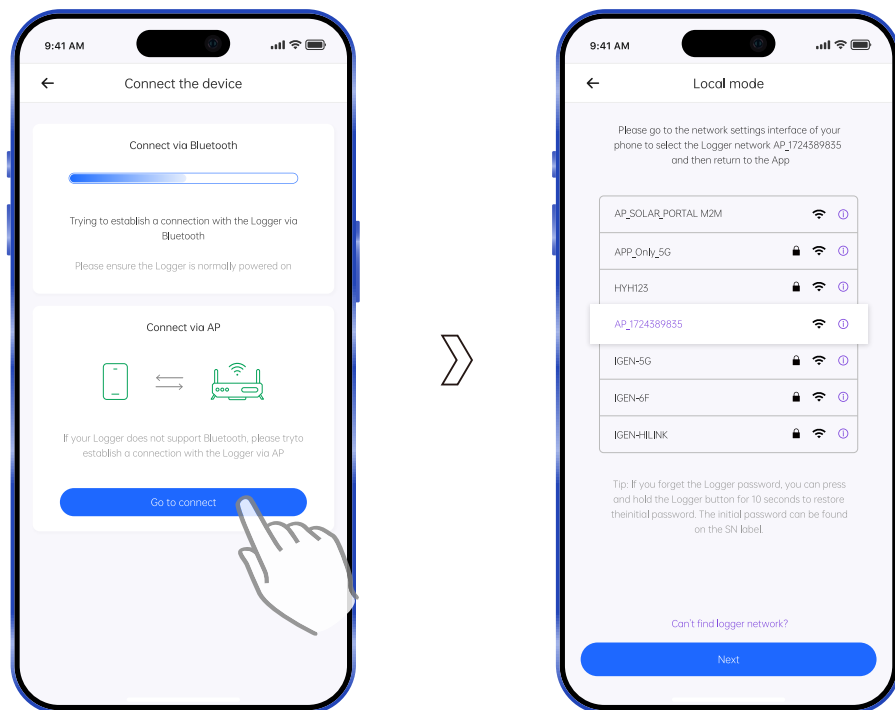 9:41 AM
Connect the device
Connect via Bluetooth
Trying to establish a connection with the Logger via
Bluetooth
Please ensure the Logger is normally powered on
Connect via AP
If your Logger does not support Bluetooth, please tryto
establish a connection with the Logger via AP
Go to connect
9:41 AM
Local mode
Please go to the network settings interface of your
phone to select the Logger network AP_1724389835
and then return to the App
AP_SOLAR_PORTAL M2M
APP_Only_5G
HYH123
AP_1724389835
IGEN-5G
IGEN-6F
IGEN-HILINK
Tip: If you forget the Logger password, you can press
and hold the Logger button for 10 seconds to restore
theinitial password. The initial password can be found
on the SN label.
Can't find logger network?
Next